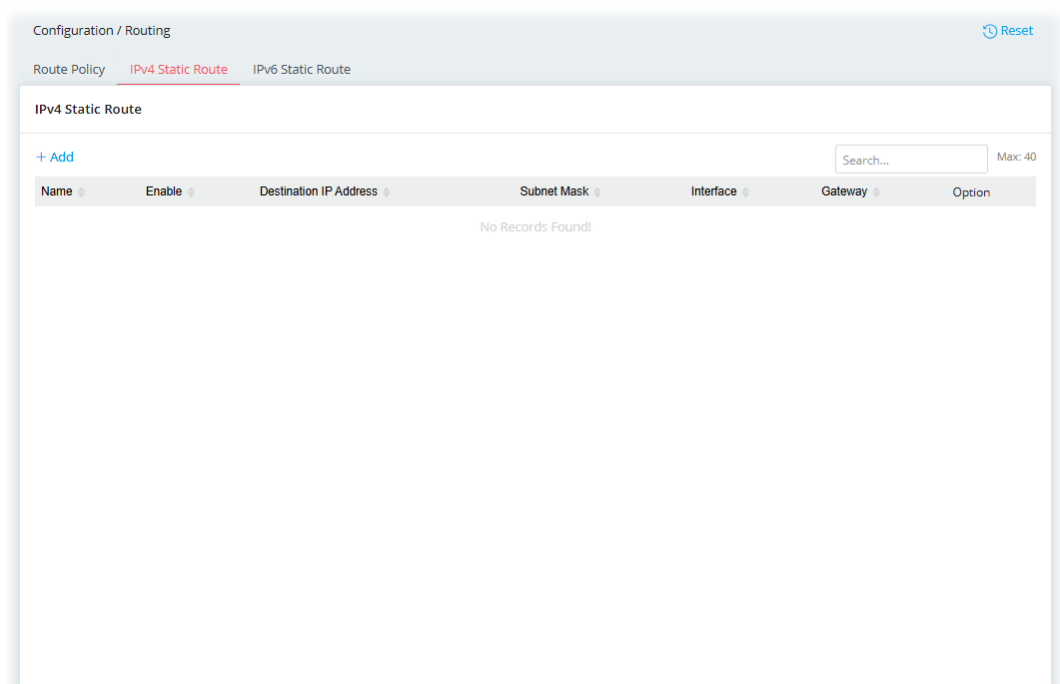 Configuration / Routing
Reset
Route Policy IPv4 Static Route IPv6 Static Route
IPv4 Static Route
+ Add
Search...
Max: 40
Name Enable Destination IP Address Subnet Mask Interface Gateway Option
No Records Found!